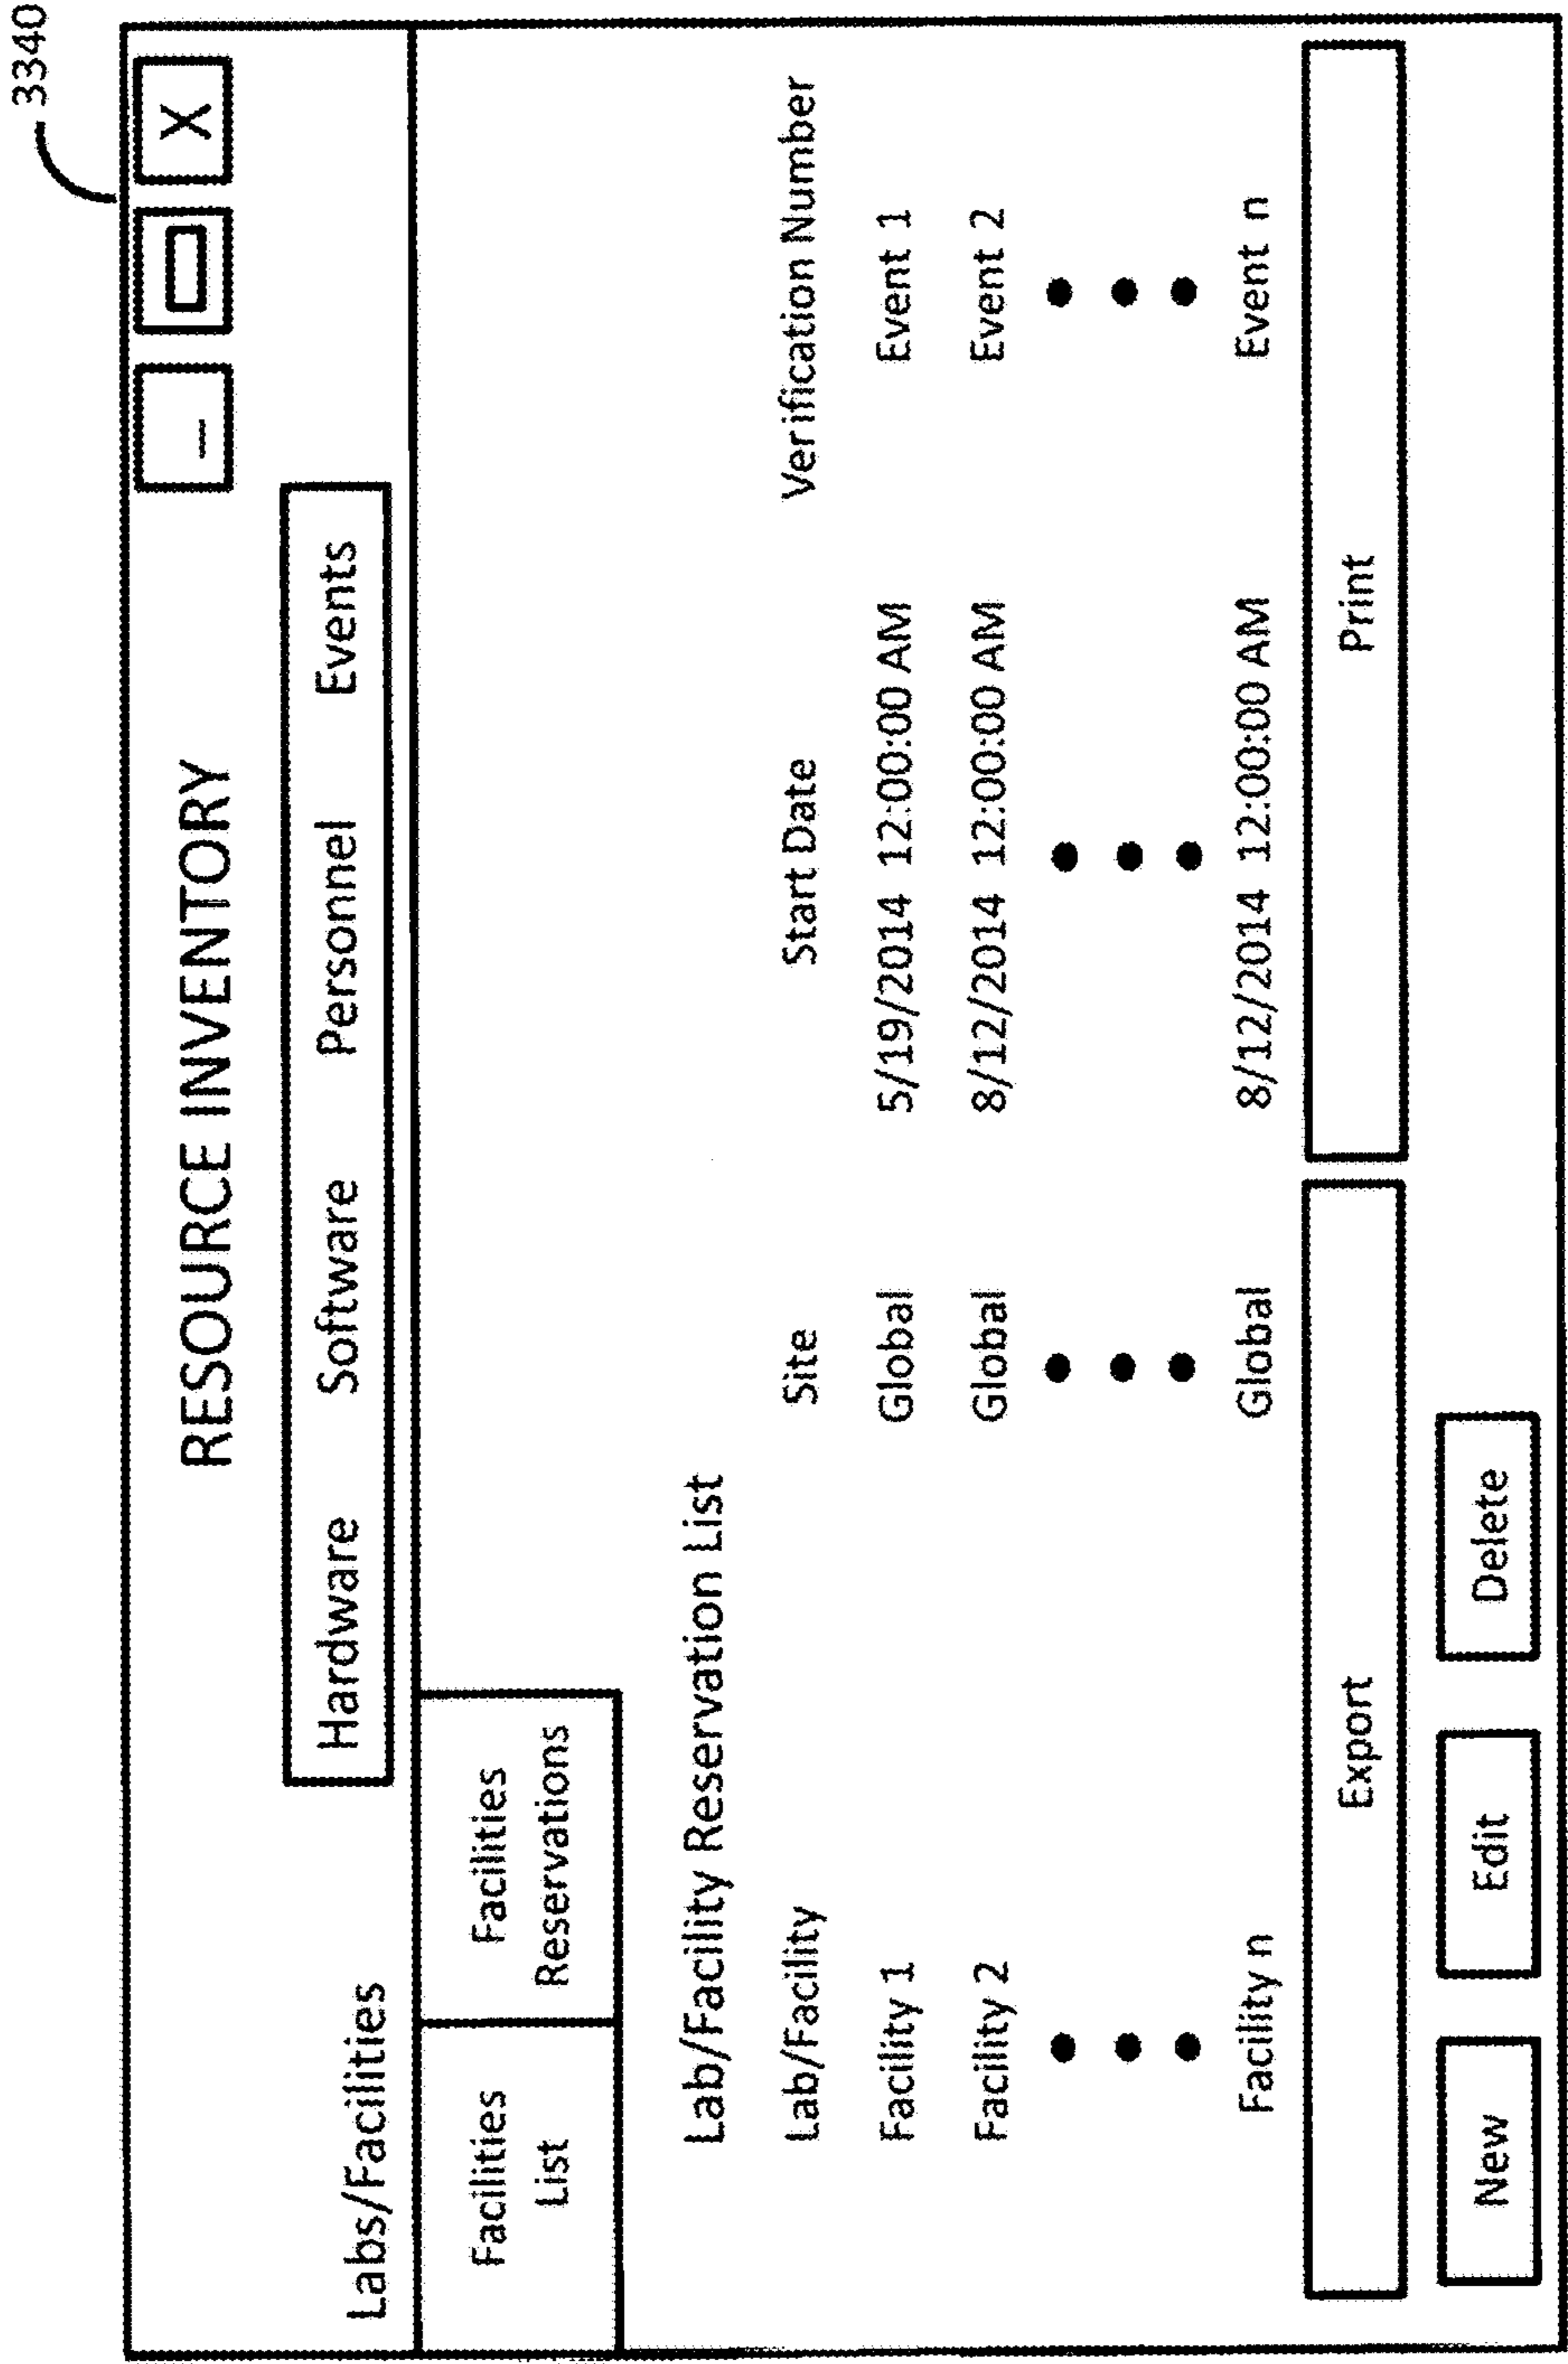 3340
RESOURCE INVENTORY
_ X
Labs/Facilities Hardware Software Personnel Events
Facilities List
Facilities Reservations
Lab/Facility Reservation List
Lab/Facility Site Start Date Verification Number
Facility 1 Global 5/19/2014 12:00:00 AM Event 1
Facility 2 Global 8/12/2014 12:00:00 AM Event 2
Facility n Global 8/12/2014 12:00:00 AM Event n
Export Print
New Edit Delete